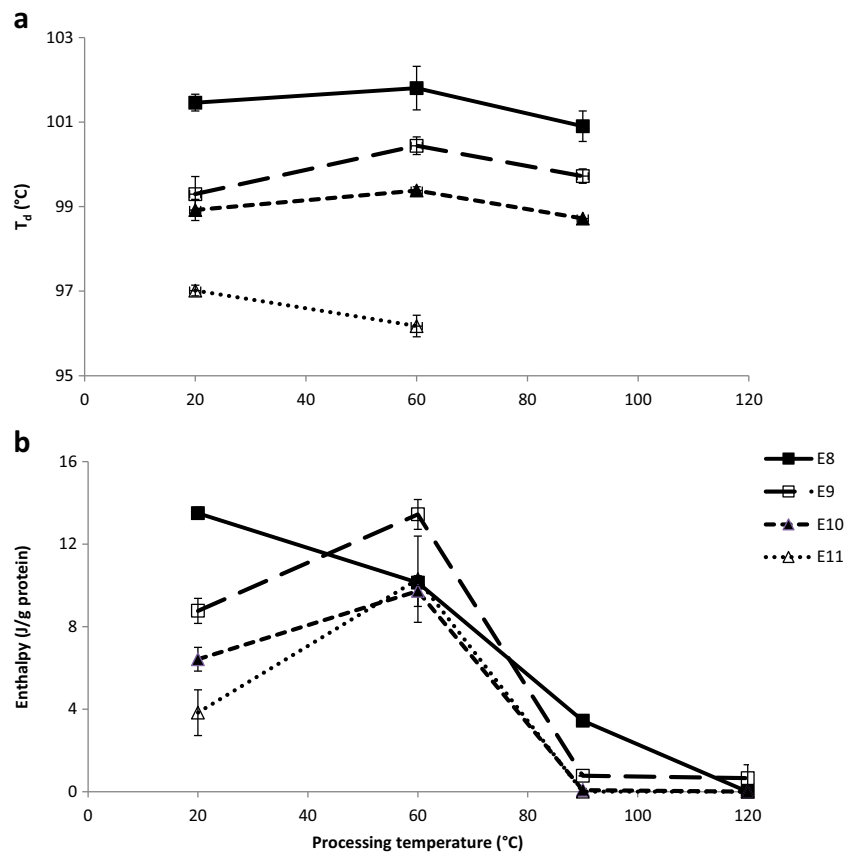 a
103
101
99
97
95
T_d (°C)
0 20 40 60 80 100 120
b
16
12
8
4
0
Enthalpy (J/g protein)
0 20 40 60 80 100 120
Processing temperature (°C)
E8
E9
E10
E11